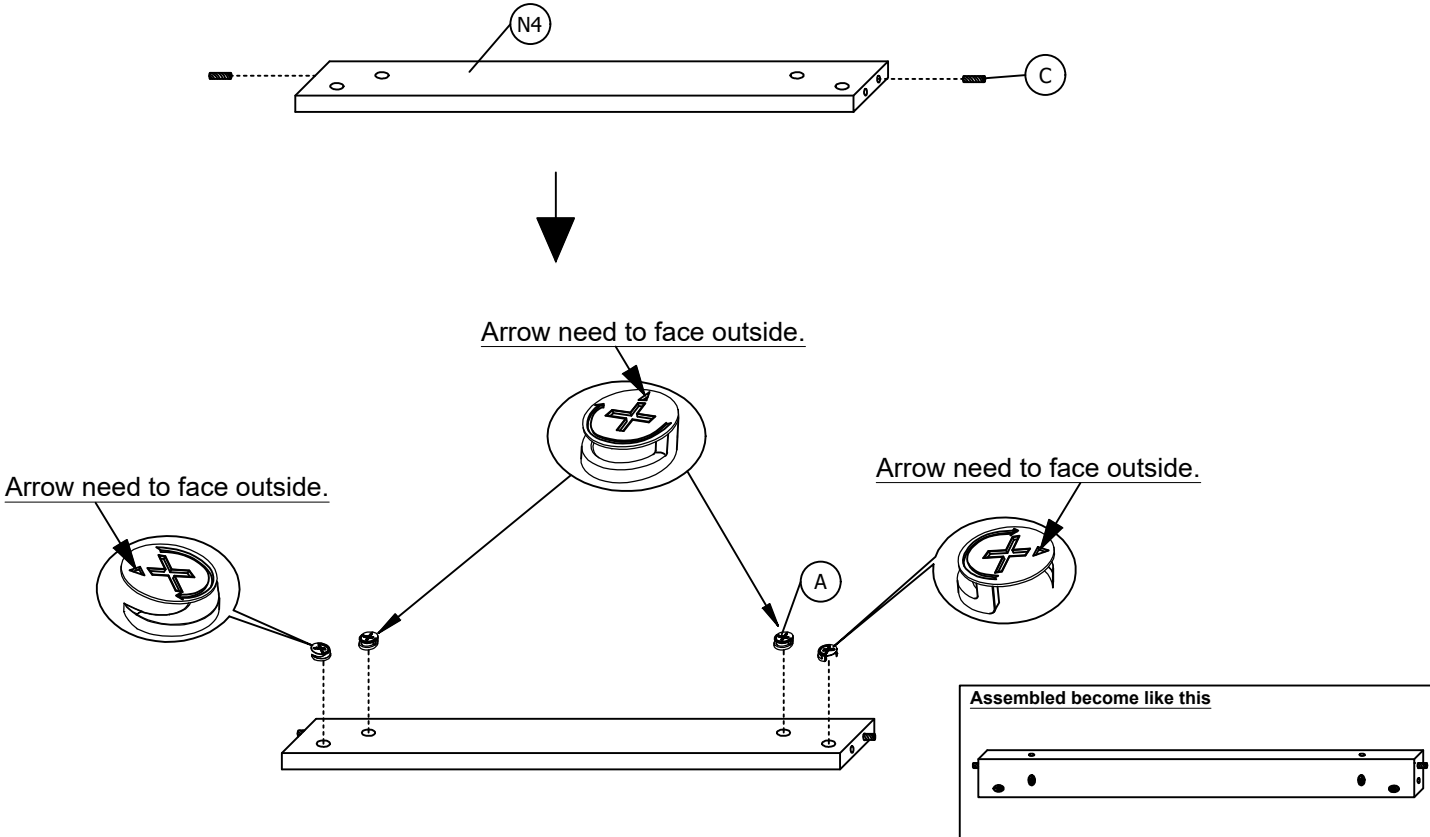 N4
C
Arrow need to face outside.
Arrow need to face outside.
Arrow need to face outside.
A
Assembled become like this